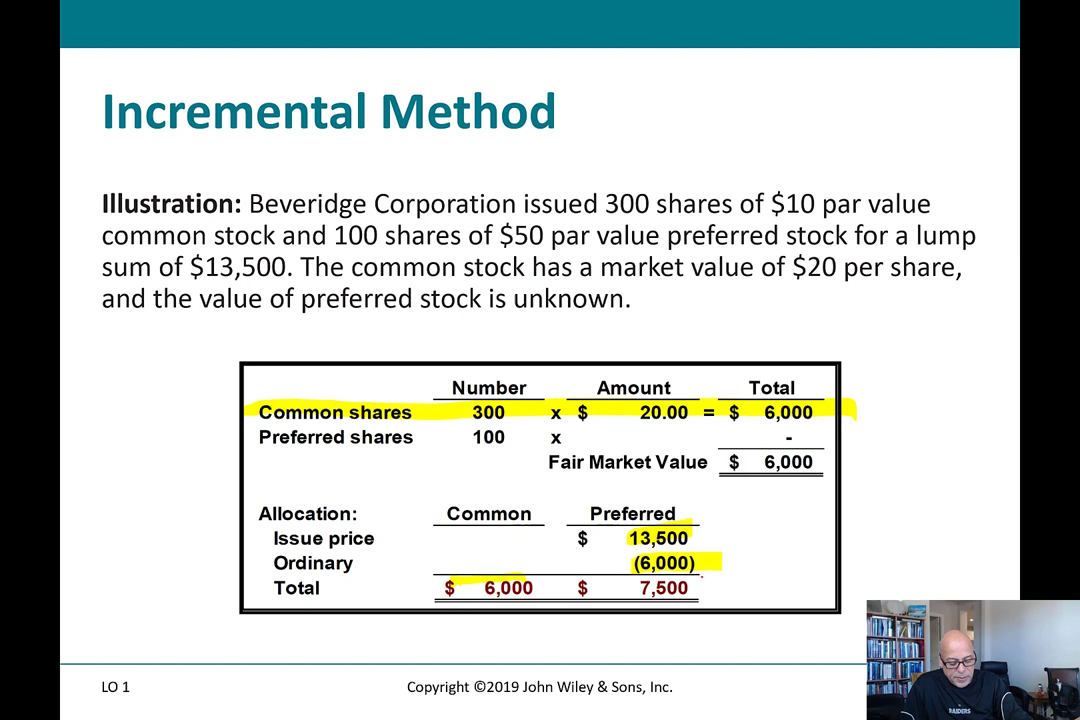 Incremental Method
Illustration: Beveridge Corporation issued 300 shares of $10 par value
common stock and 100 shares of $50 par value preferred stock for a lump
sum of $13,500. The common stock has a market value of $20 per share,
and the value of preferred stock is unknown.
Number Amount Total
Common shares 300 x $ 20.00 = $ 6,000
Preferred shares 100 x -
Fair Market Value $ 6,000
Allocation: Common Preferred
Issue price $ 13,500
Ordinary (6,000)
Total $ 6,000 $ 7,500
LO 1 Copyright ©2019 John Wiley & Sons, Inc.
RAIDERS